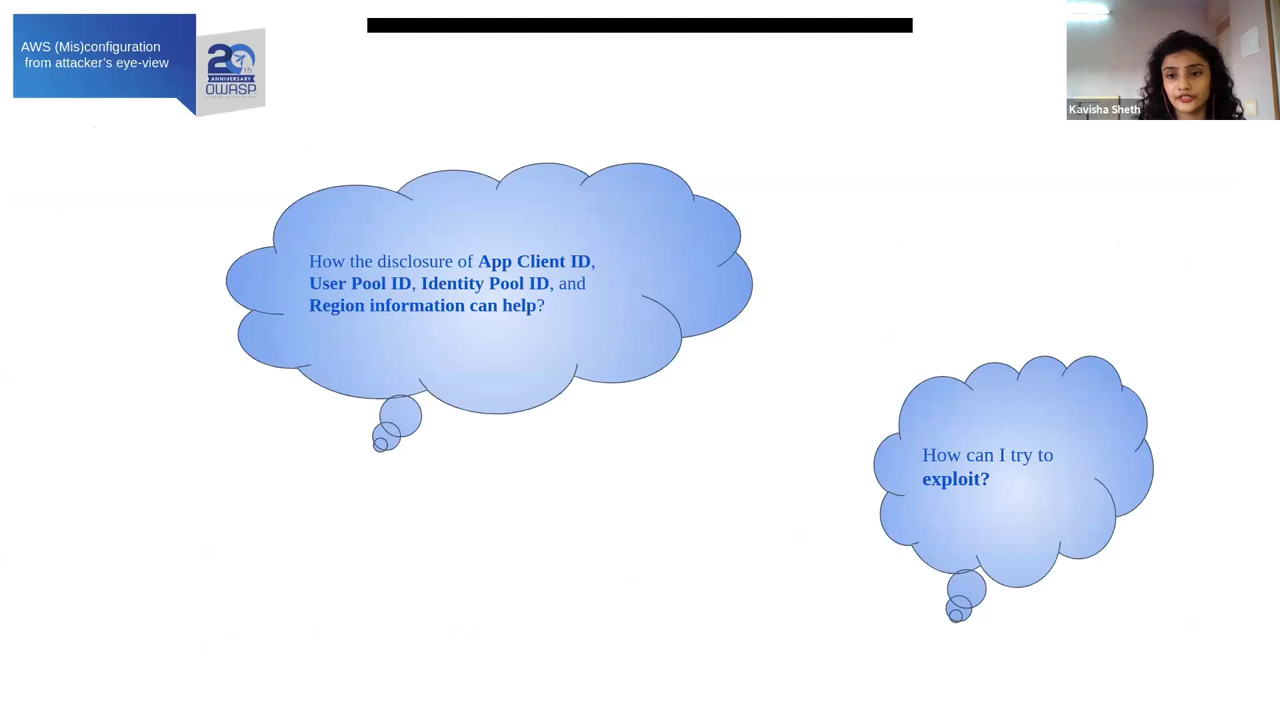 AWS (Mis)configuration
from attacker's eye-view
20
th
ANNIVERSARY
OWASP
Kavisha Sheth
How the disclosure of App Client ID,
User Pool ID, Identity Pool ID, and
Region information can help?
How can I try to
exploit?